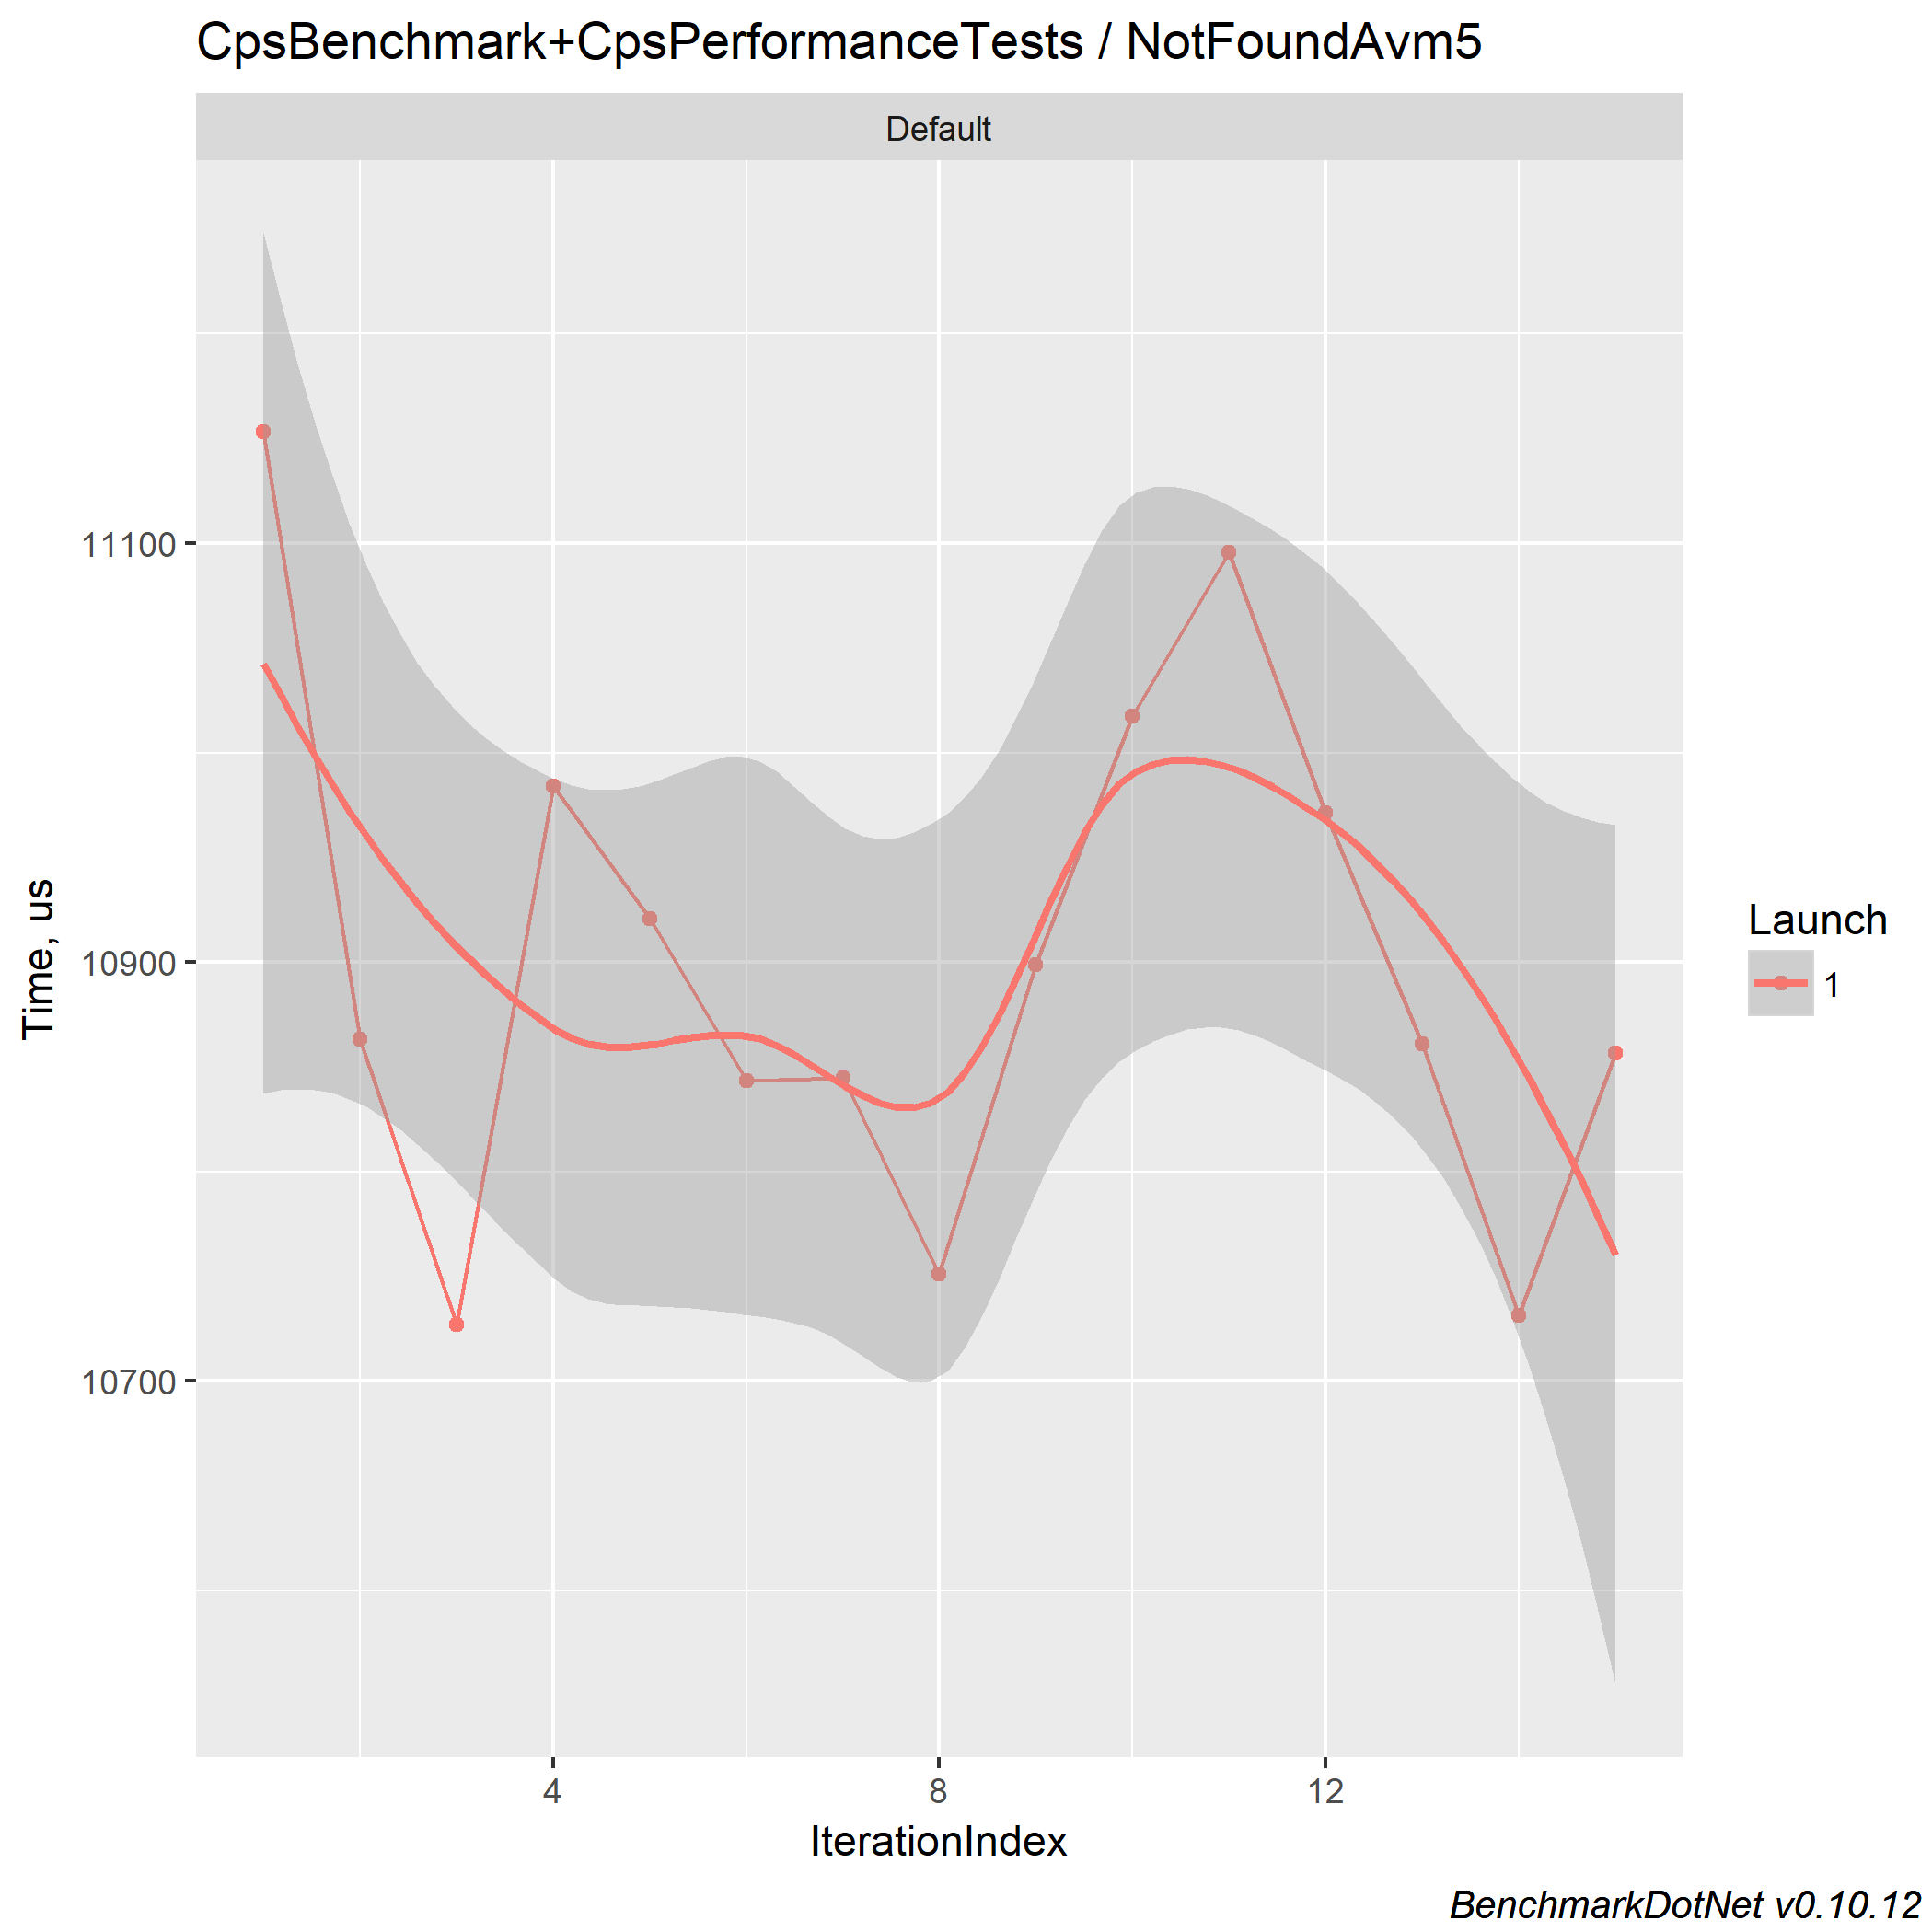 CpsBenchmark+CpsPerformanceTests / NotFoundAvm5
Default
Time, us
11100
10900
10700
4 8 12
IterationIndex
Launch
1
BenchmarkDotNet v0.10.12